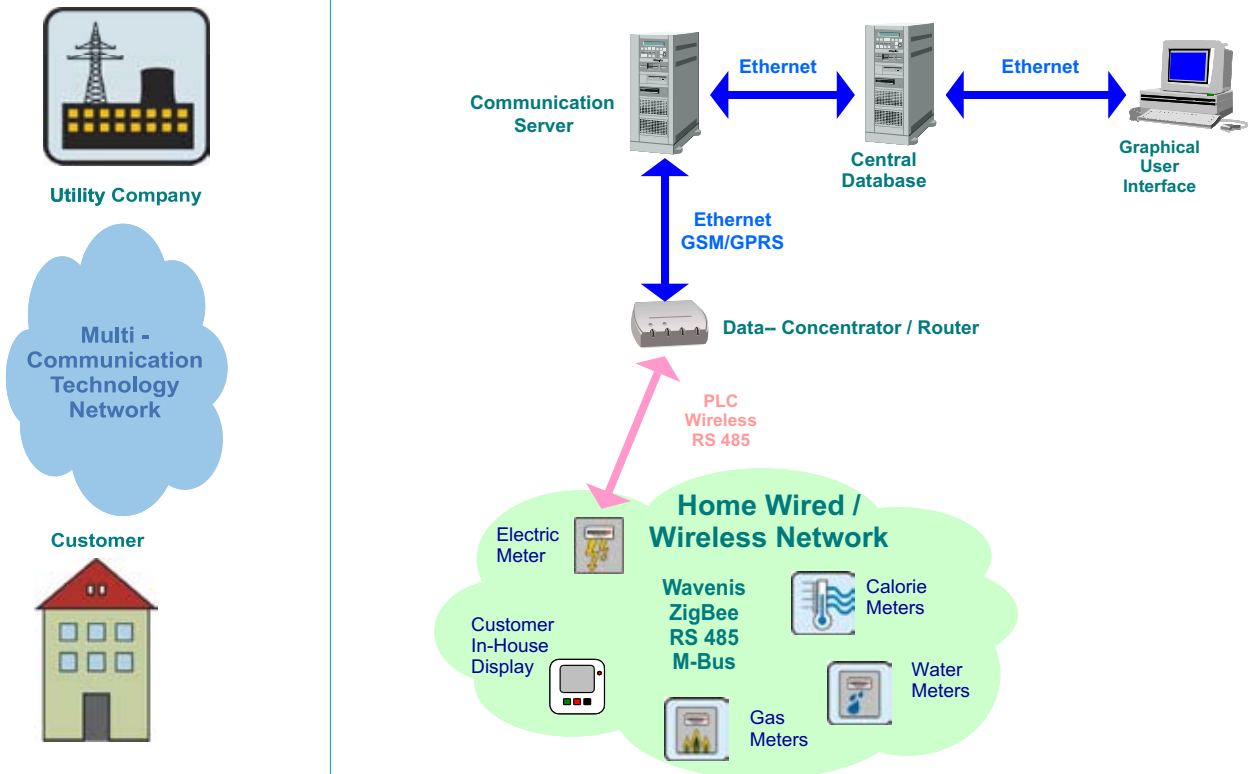 Utility Company
Multi -
Communication
Technology
Network
Customer
Communication
Server
Ethernet
Central
Database
Ethernet
Graphical
User
Interface
Ethernet
GSM/GPRS
Data– Concentrator / Router
PLC
Wireless
RS 485
Home Wired /
Wireless Network
Electric
Meter
Wavenis
ZigBee
RS 485
M-Bus
Calorie
Meters
Customer
In-House
Display
Water
Meters
Gas
Meters